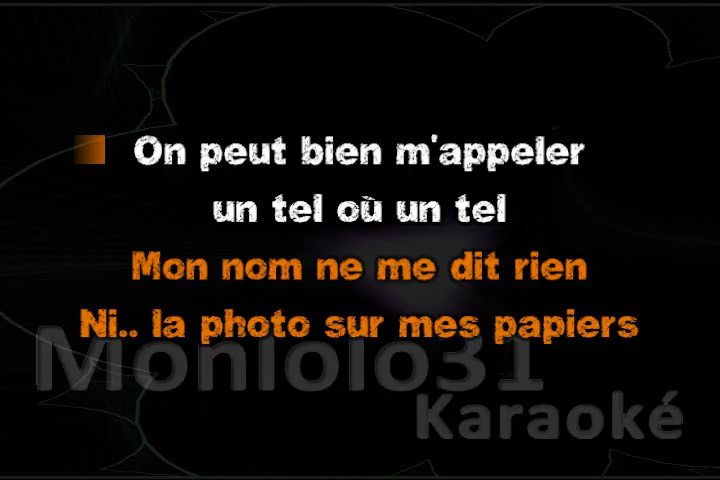 On peut bien m'appeler
un tel où un tel
Mon nom ne me dit rien
Ni.. la photo sur mes papiers
Monlolo31
Karaoké